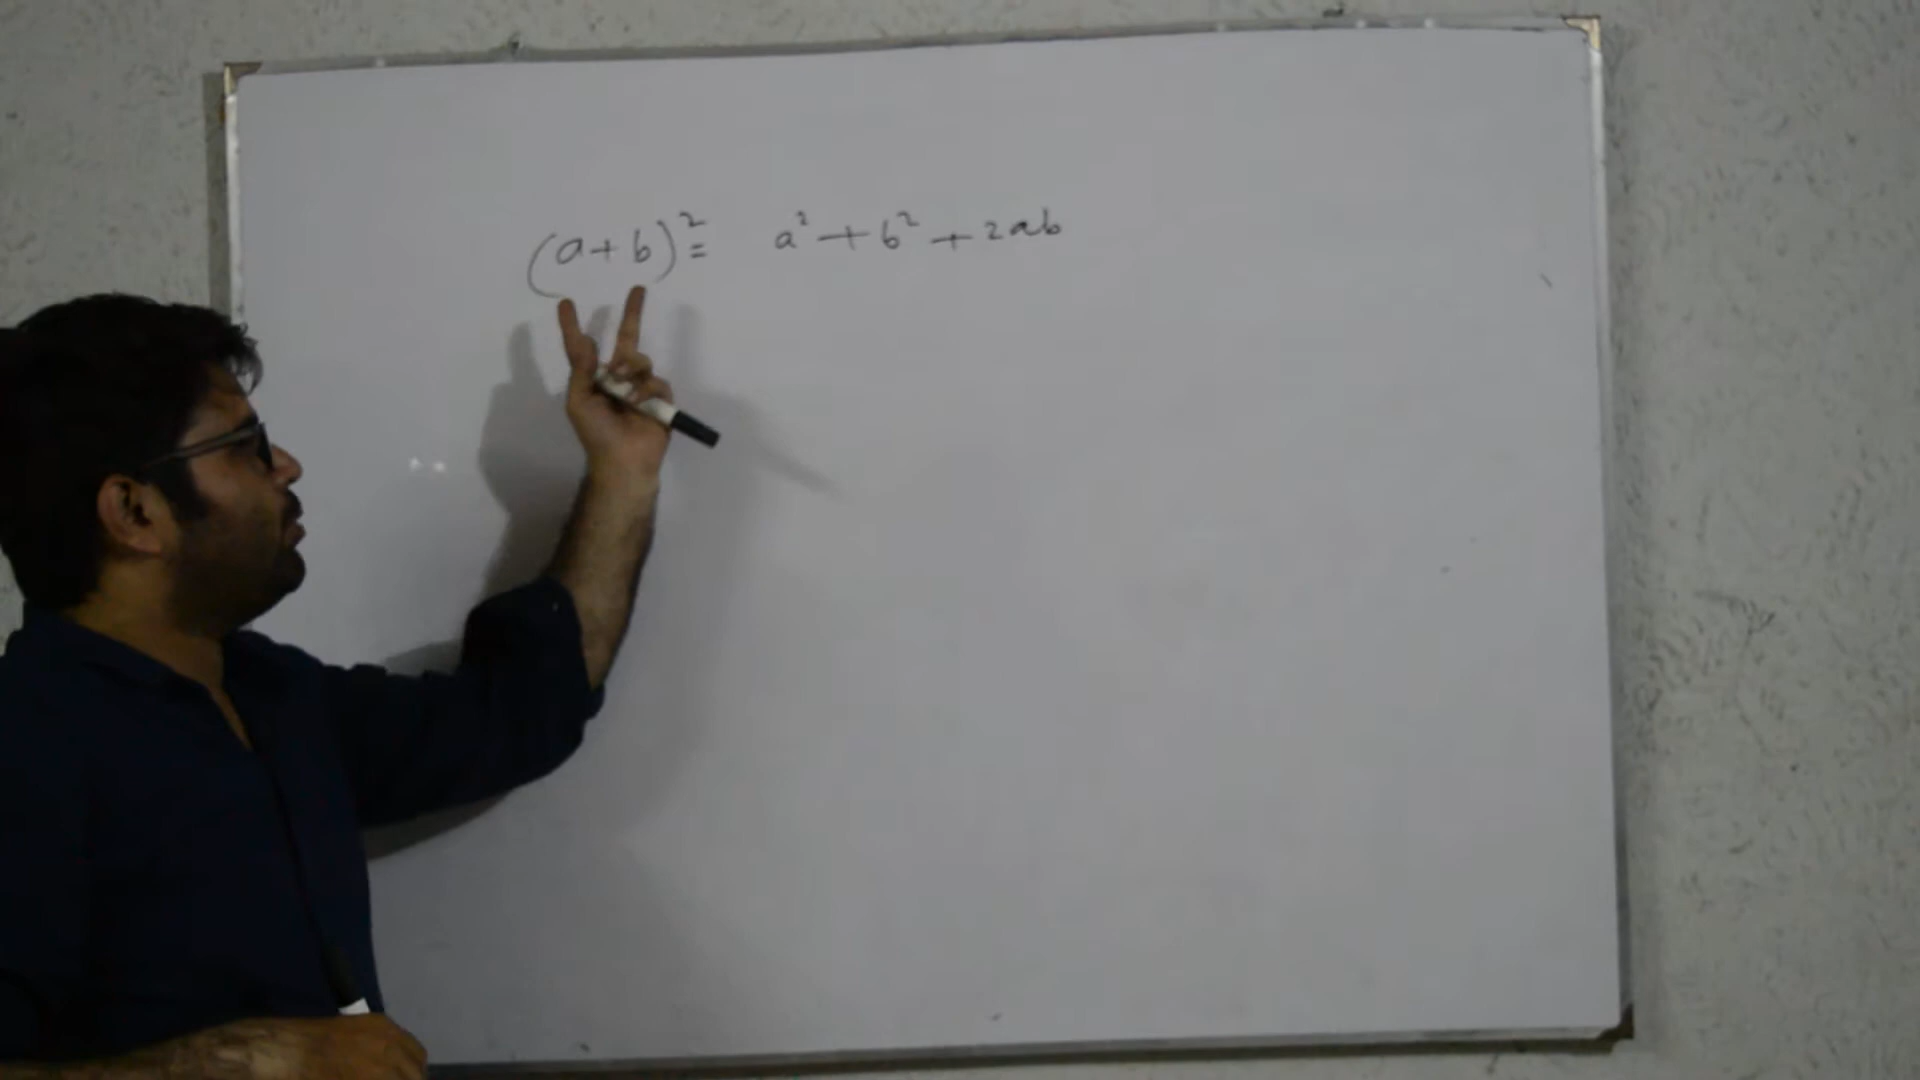 (a+b)² = a² + b² + 2ab